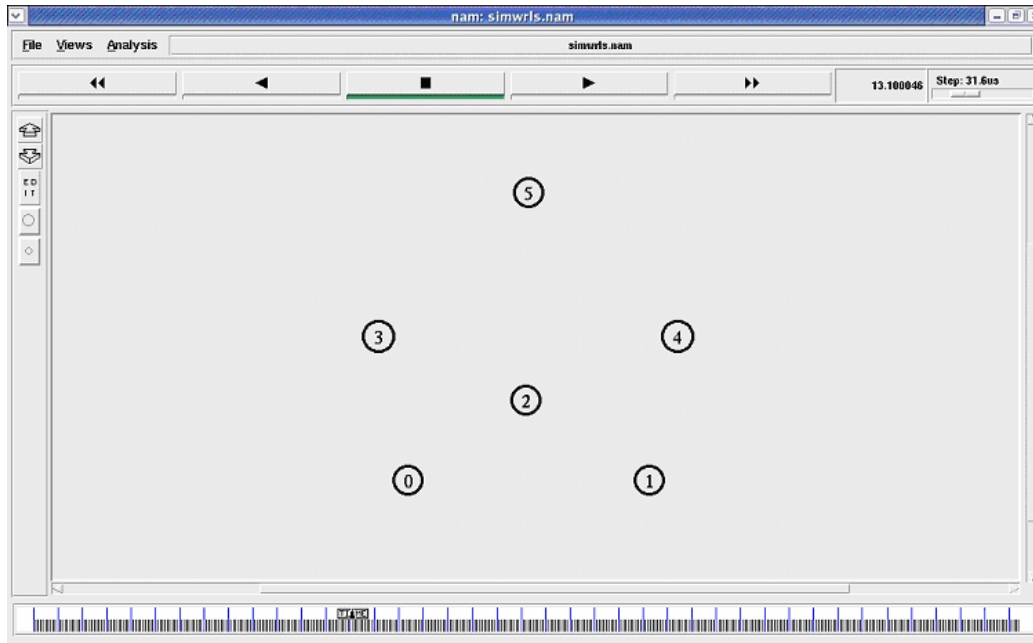 nam: simwrls.nam
File Views Analysis simwrls.nam
13.100046 Step: 31.6us
E D
I T
5
3 4
2
0 1
TIME